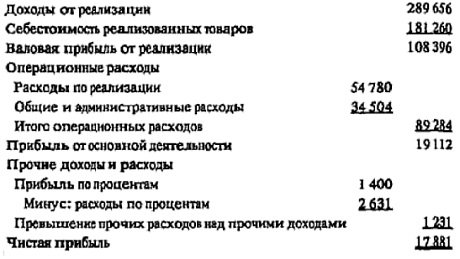 Доходы от реализации 289 656
Себестоимость реализованных товаров 181 260
Валовая прибыль от реализации 108 396
Операционные расходы
Расходы по реализации 54 780
Общие и административные расходы 34 504
Итого операционных расходов 89 284
Прибыль от основной деятельности 19 112
Прочие доходы и расходы
Прибыль по процентам 1 400
Минус: расходы по процентам 2 631
Превышение прочих расходов над прочими доходами 1 231
Чистая прибыль 17 881